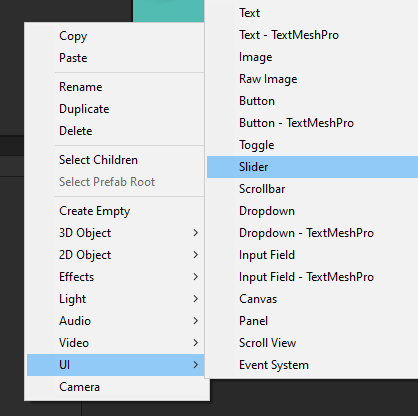 Copy
Paste
Rename
Duplicate
Delete
Select Children
Select Prefab Root
Create Empty
3D Object
2D Object
Effects
Light
Audio
Video
UI
Camera
Text
Text - TextMeshPro
Image
Raw Image
Button
Button - TextMeshPro
Toggle
Slider
Scrollbar
Dropdown
Dropdown - TextMeshPro
Input Field
Input Field - TextMeshPro
Canvas
Panel
Scroll View
Event System